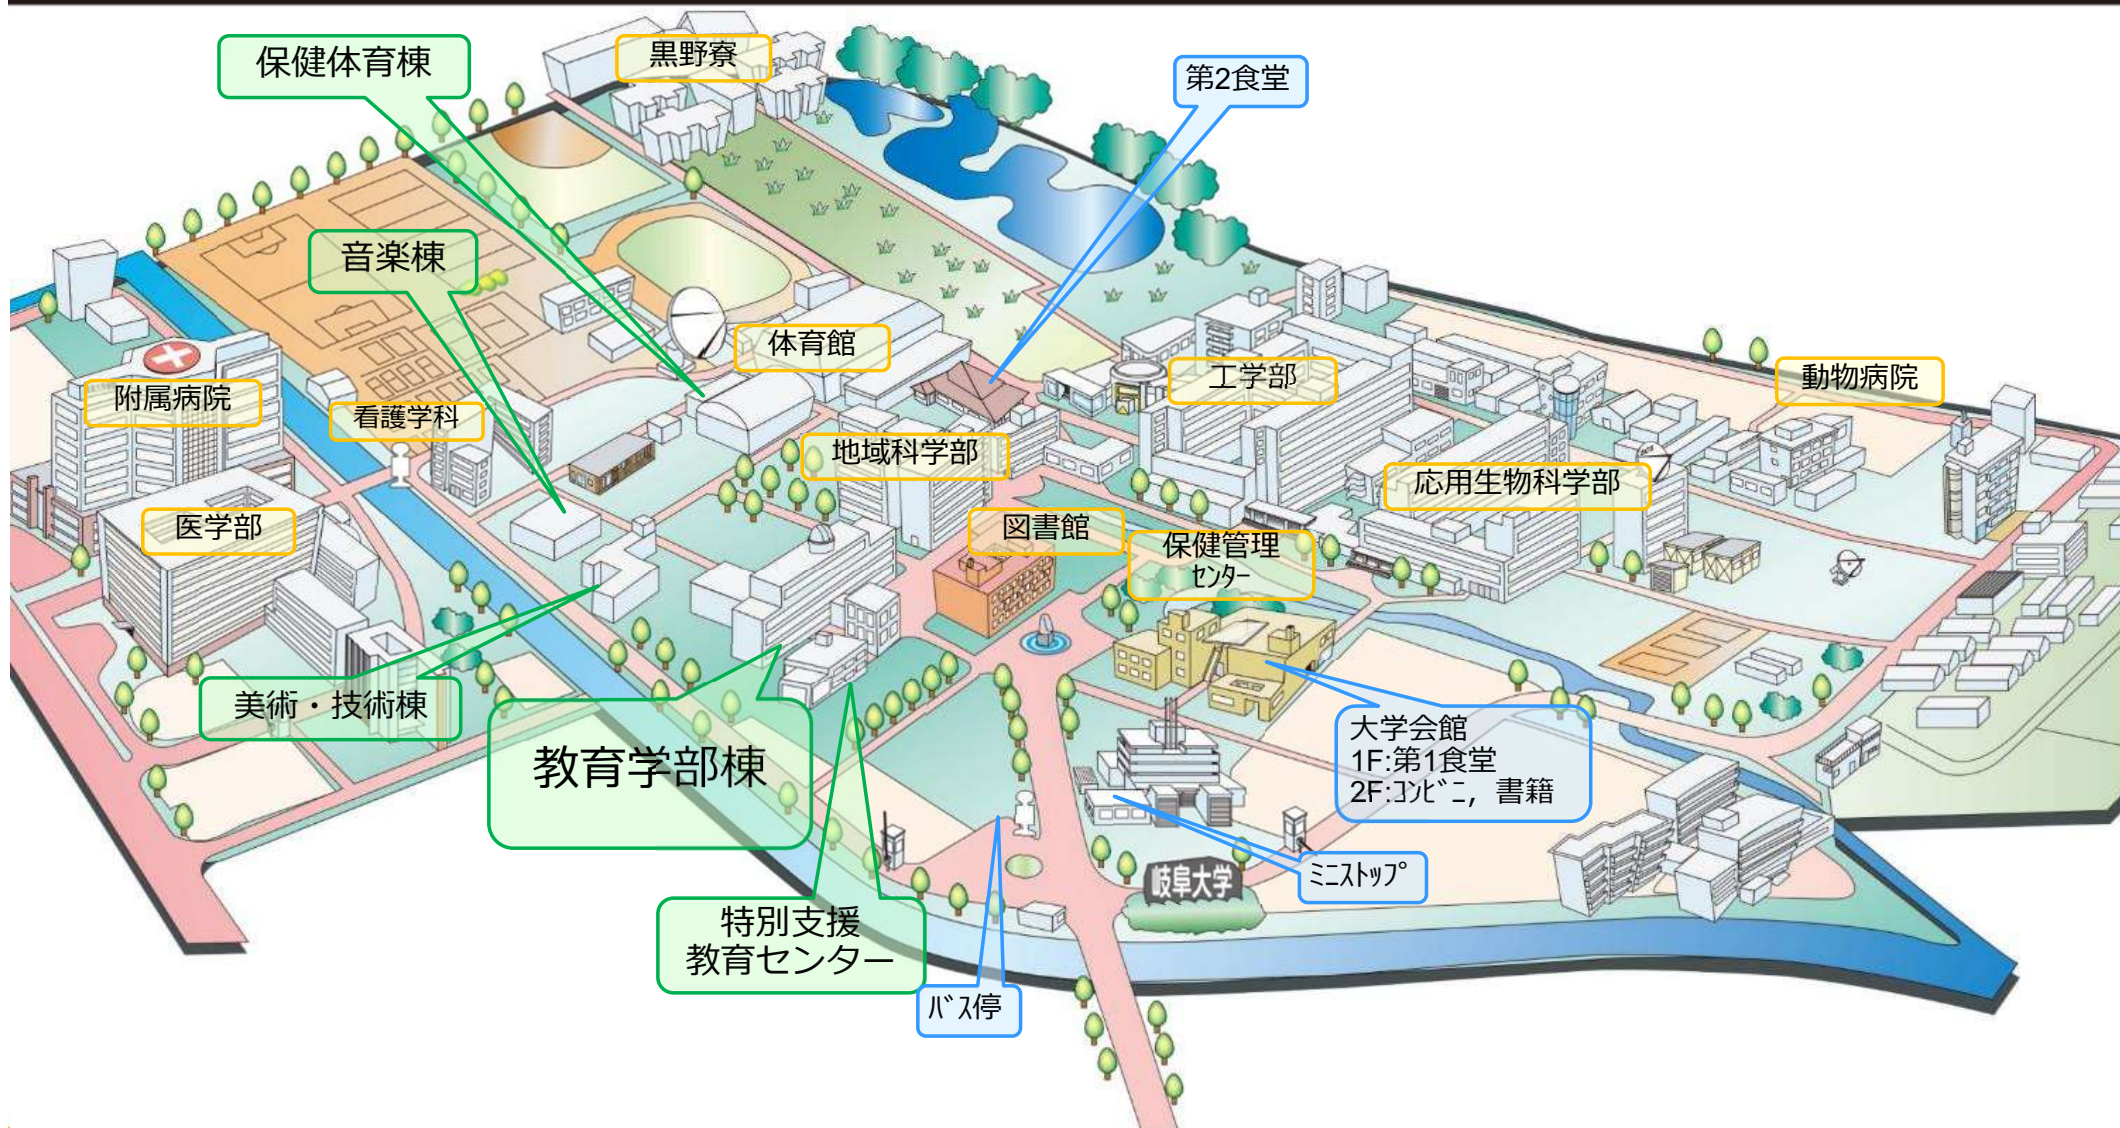 黒野寮
保健体育棟
第2食堂
音楽棟
体育館
工学部
動物病院
附属病院
看護学科
地域科学部
応用生物科学部
医学部
図書館
保健管理
ｾﾝﾀｰ
美術・技術棟
教育学部棟
大学会館
1F:第1食堂
2F:ｺﾝﾋﾞﾆ，書籍
ﾐﾆｽﾄｯﾌﾟ
岐阜大学
特別支援
教育センター
ﾊﾞｽ停